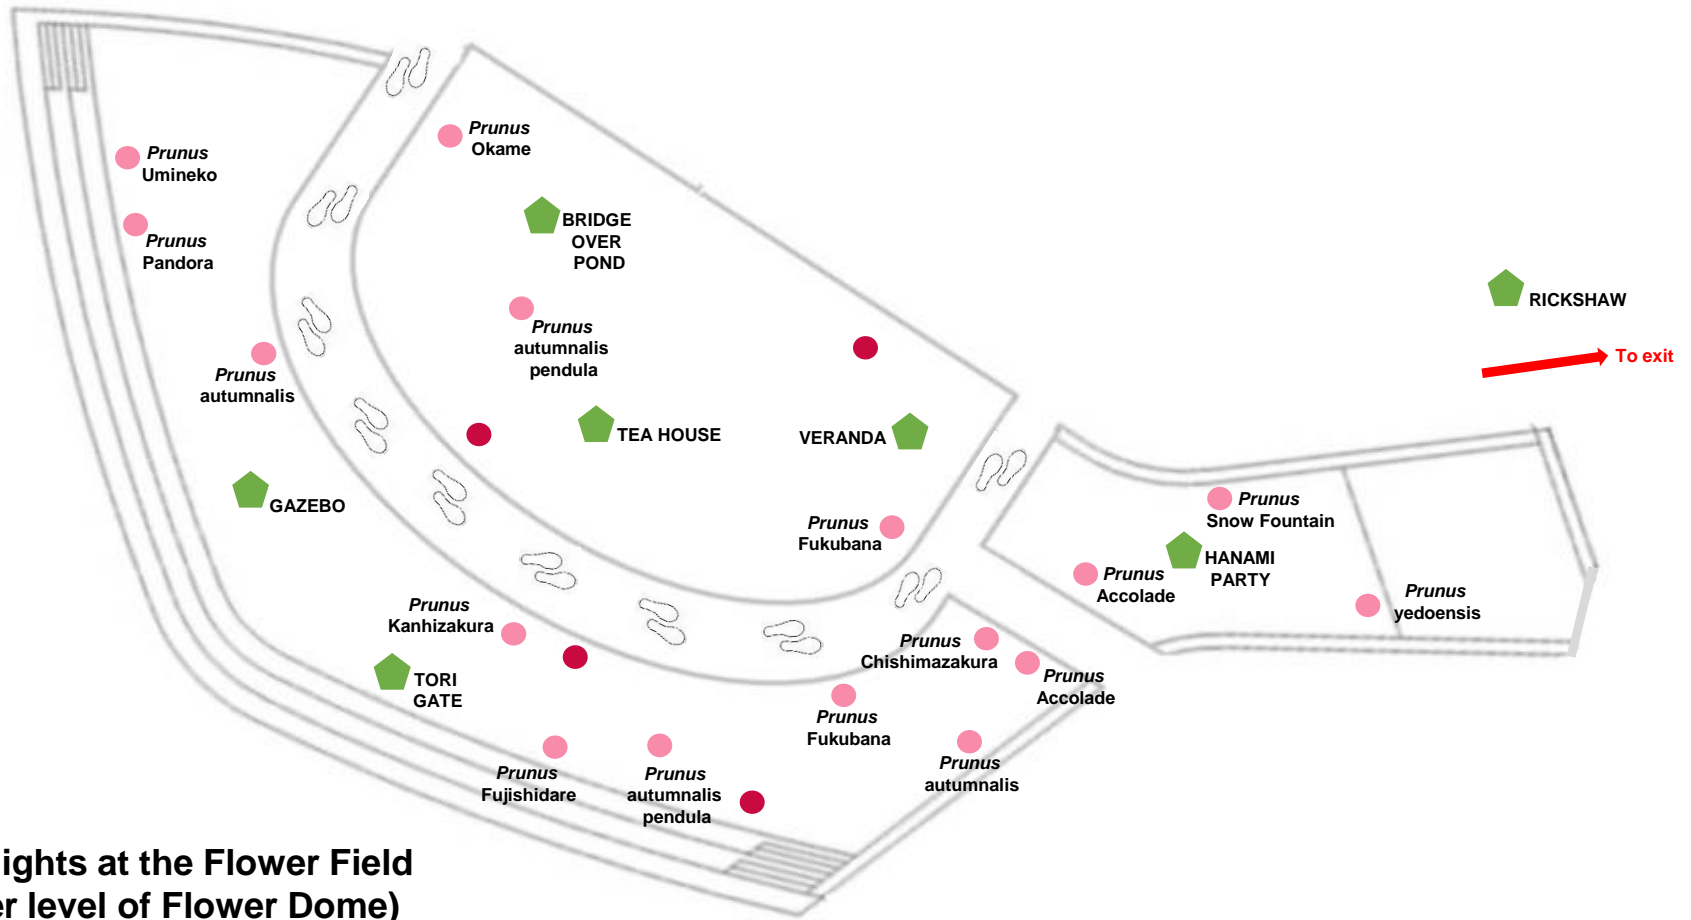 Prunus
Okame
Prunus
Umineko
BRIDGE
OVER
POND
Prunus
Pandora
RICKSHAW
Prunus
autumnalis
pendula
To exit
Prunus
autumnalis
TEA HOUSE
VERANDA
GAZEBO
Prunus
Snow Fountain
Prunus
Fukubana
HANAMI
PARTY
Prunus
Accolade
Prunus
yedoensis
Prunus
Kanhizakura
Prunus
Chishimazakura
TORI
GATE
Prunus
Accolade
Prunus
Fukubana
Prunus
autumnalis
Prunus
Fujishidare
Prunus
autumnalis
pendula
ights at the Flower Field
er level of Flower Dome)